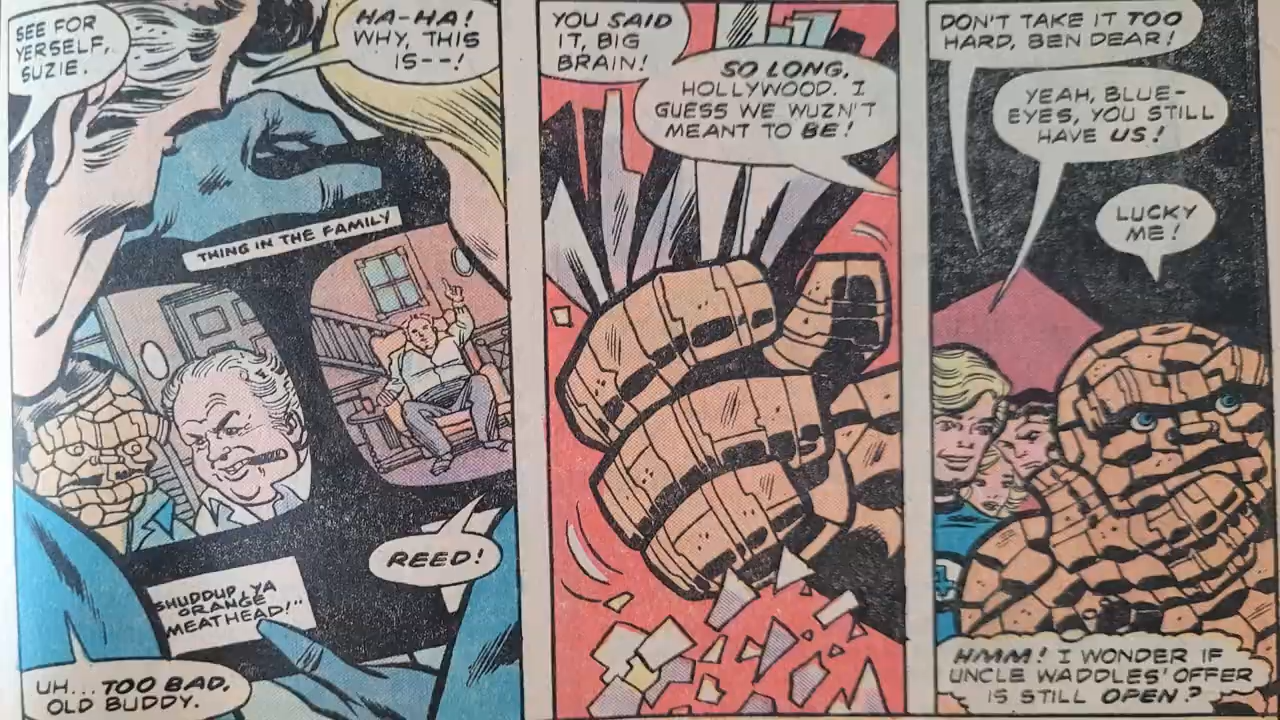 SEE FOR
YERSELF,
SUZIE.
HA-HA!
WHY, THIS
IS--!
THING IN THE FAMILY
REED!
SHUDDUP, YA
ORANGE
MEATHEAD!"
UH... TOO BAD,
OLD BUDDY.
YOU SAID
IT, BIG
BRAIN!
SO LONG,
HOLLYWOOD. I
GUESS WE WUZN'T
MEANT TO BE!
DON'T TAKE IT TOO
HARD, BEN DEAR!
YEAH, BLUE-
EYES, YOU STILL
HAVE US!
LUCKY
ME!
HMM! I WONDER IF
UNCLE WADDLES' OFFER
IS STILL OPEN?